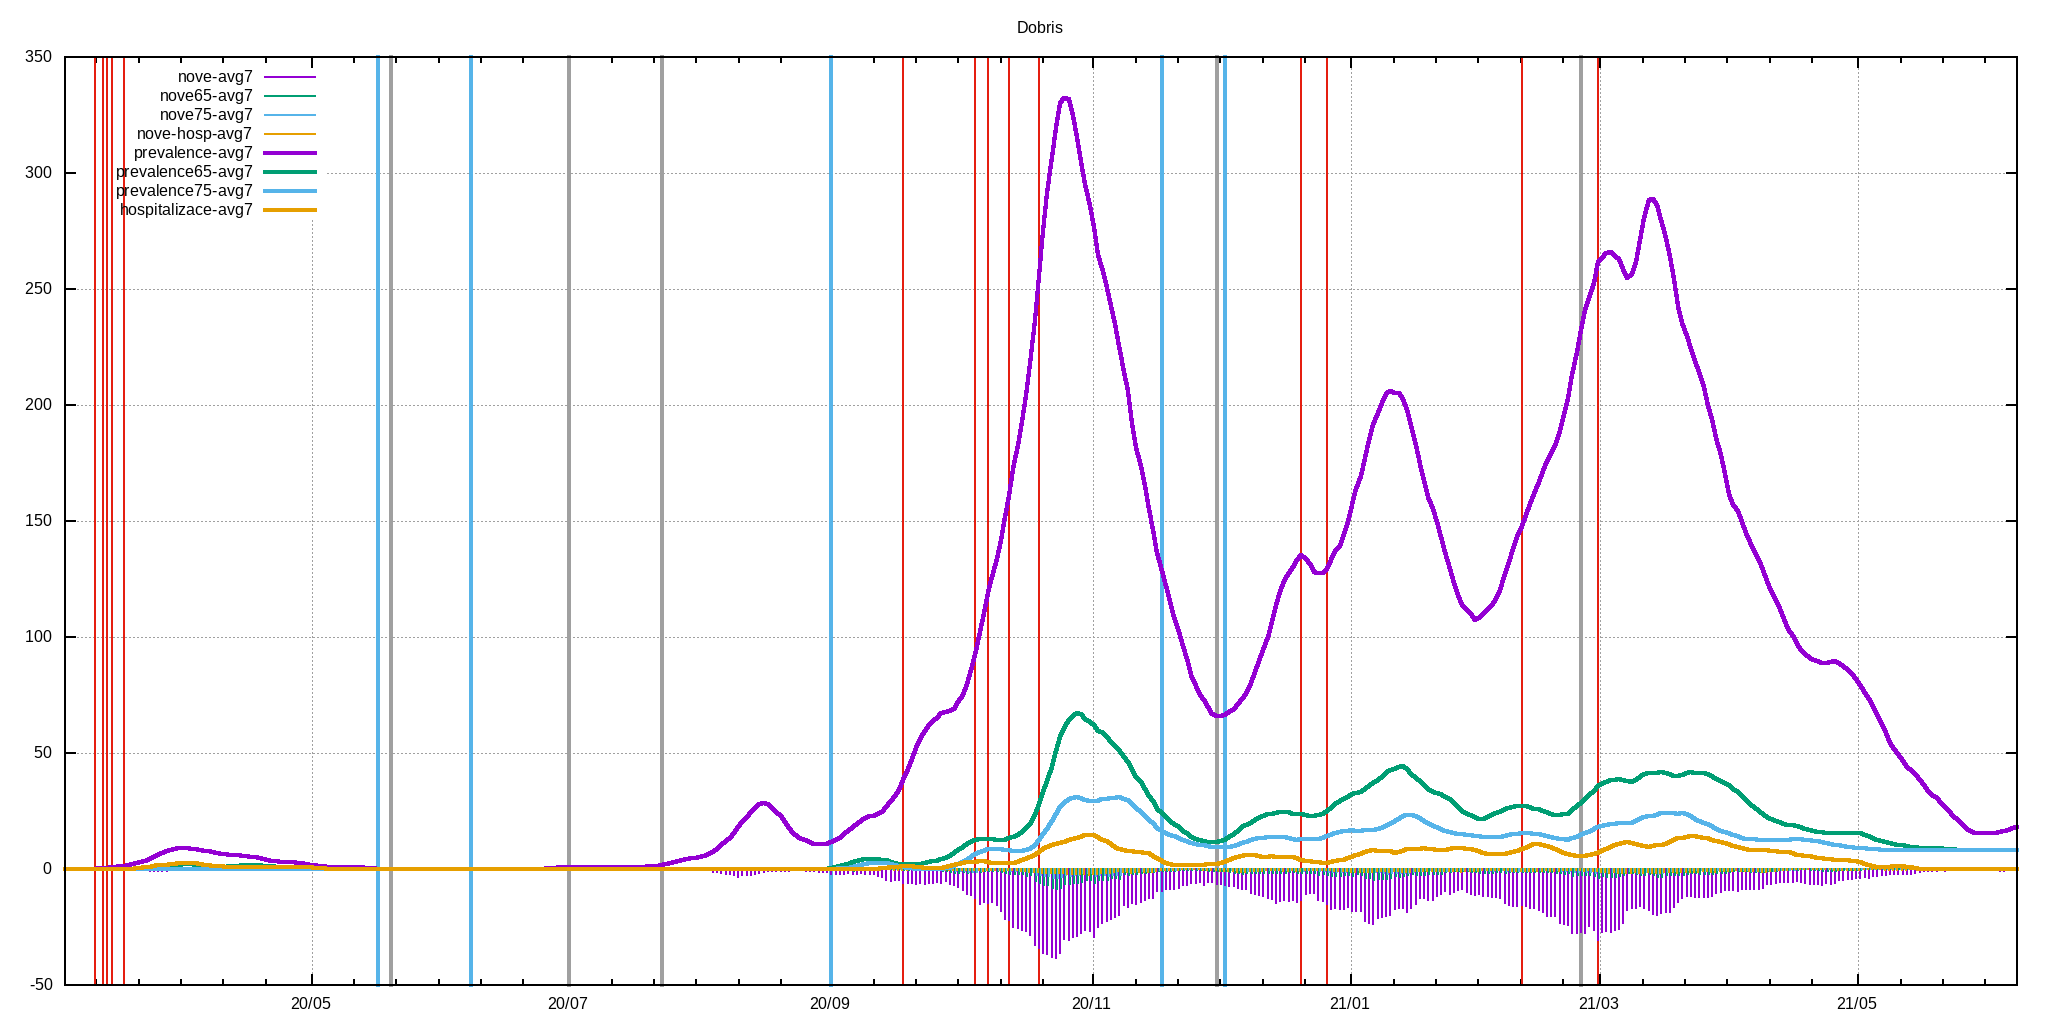 Dobris
350
300
250
200
150
100
50
0
-50
nove-avg7
nove65-avg7
nove75-avg7
nove-hosp-avg7
prevalence-avg7
prevalence65-avg7
prevalence75-avg7
hospitalizace-avg7
20/05
20/07
20/09
20/11
21/01
21/03
21/05